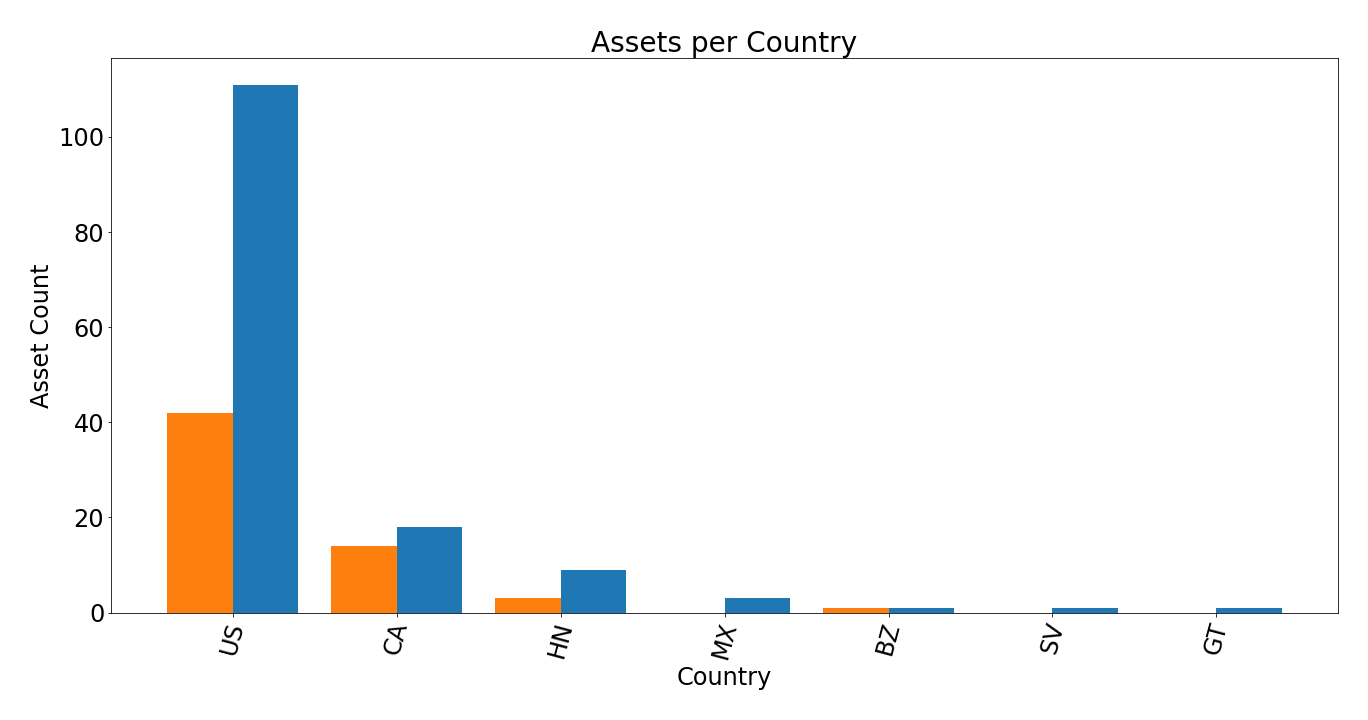 Assets per Country
Asset Count
100
80
60
40
20
0
US
CA
HN
MX
BZ
SV
GT
Country